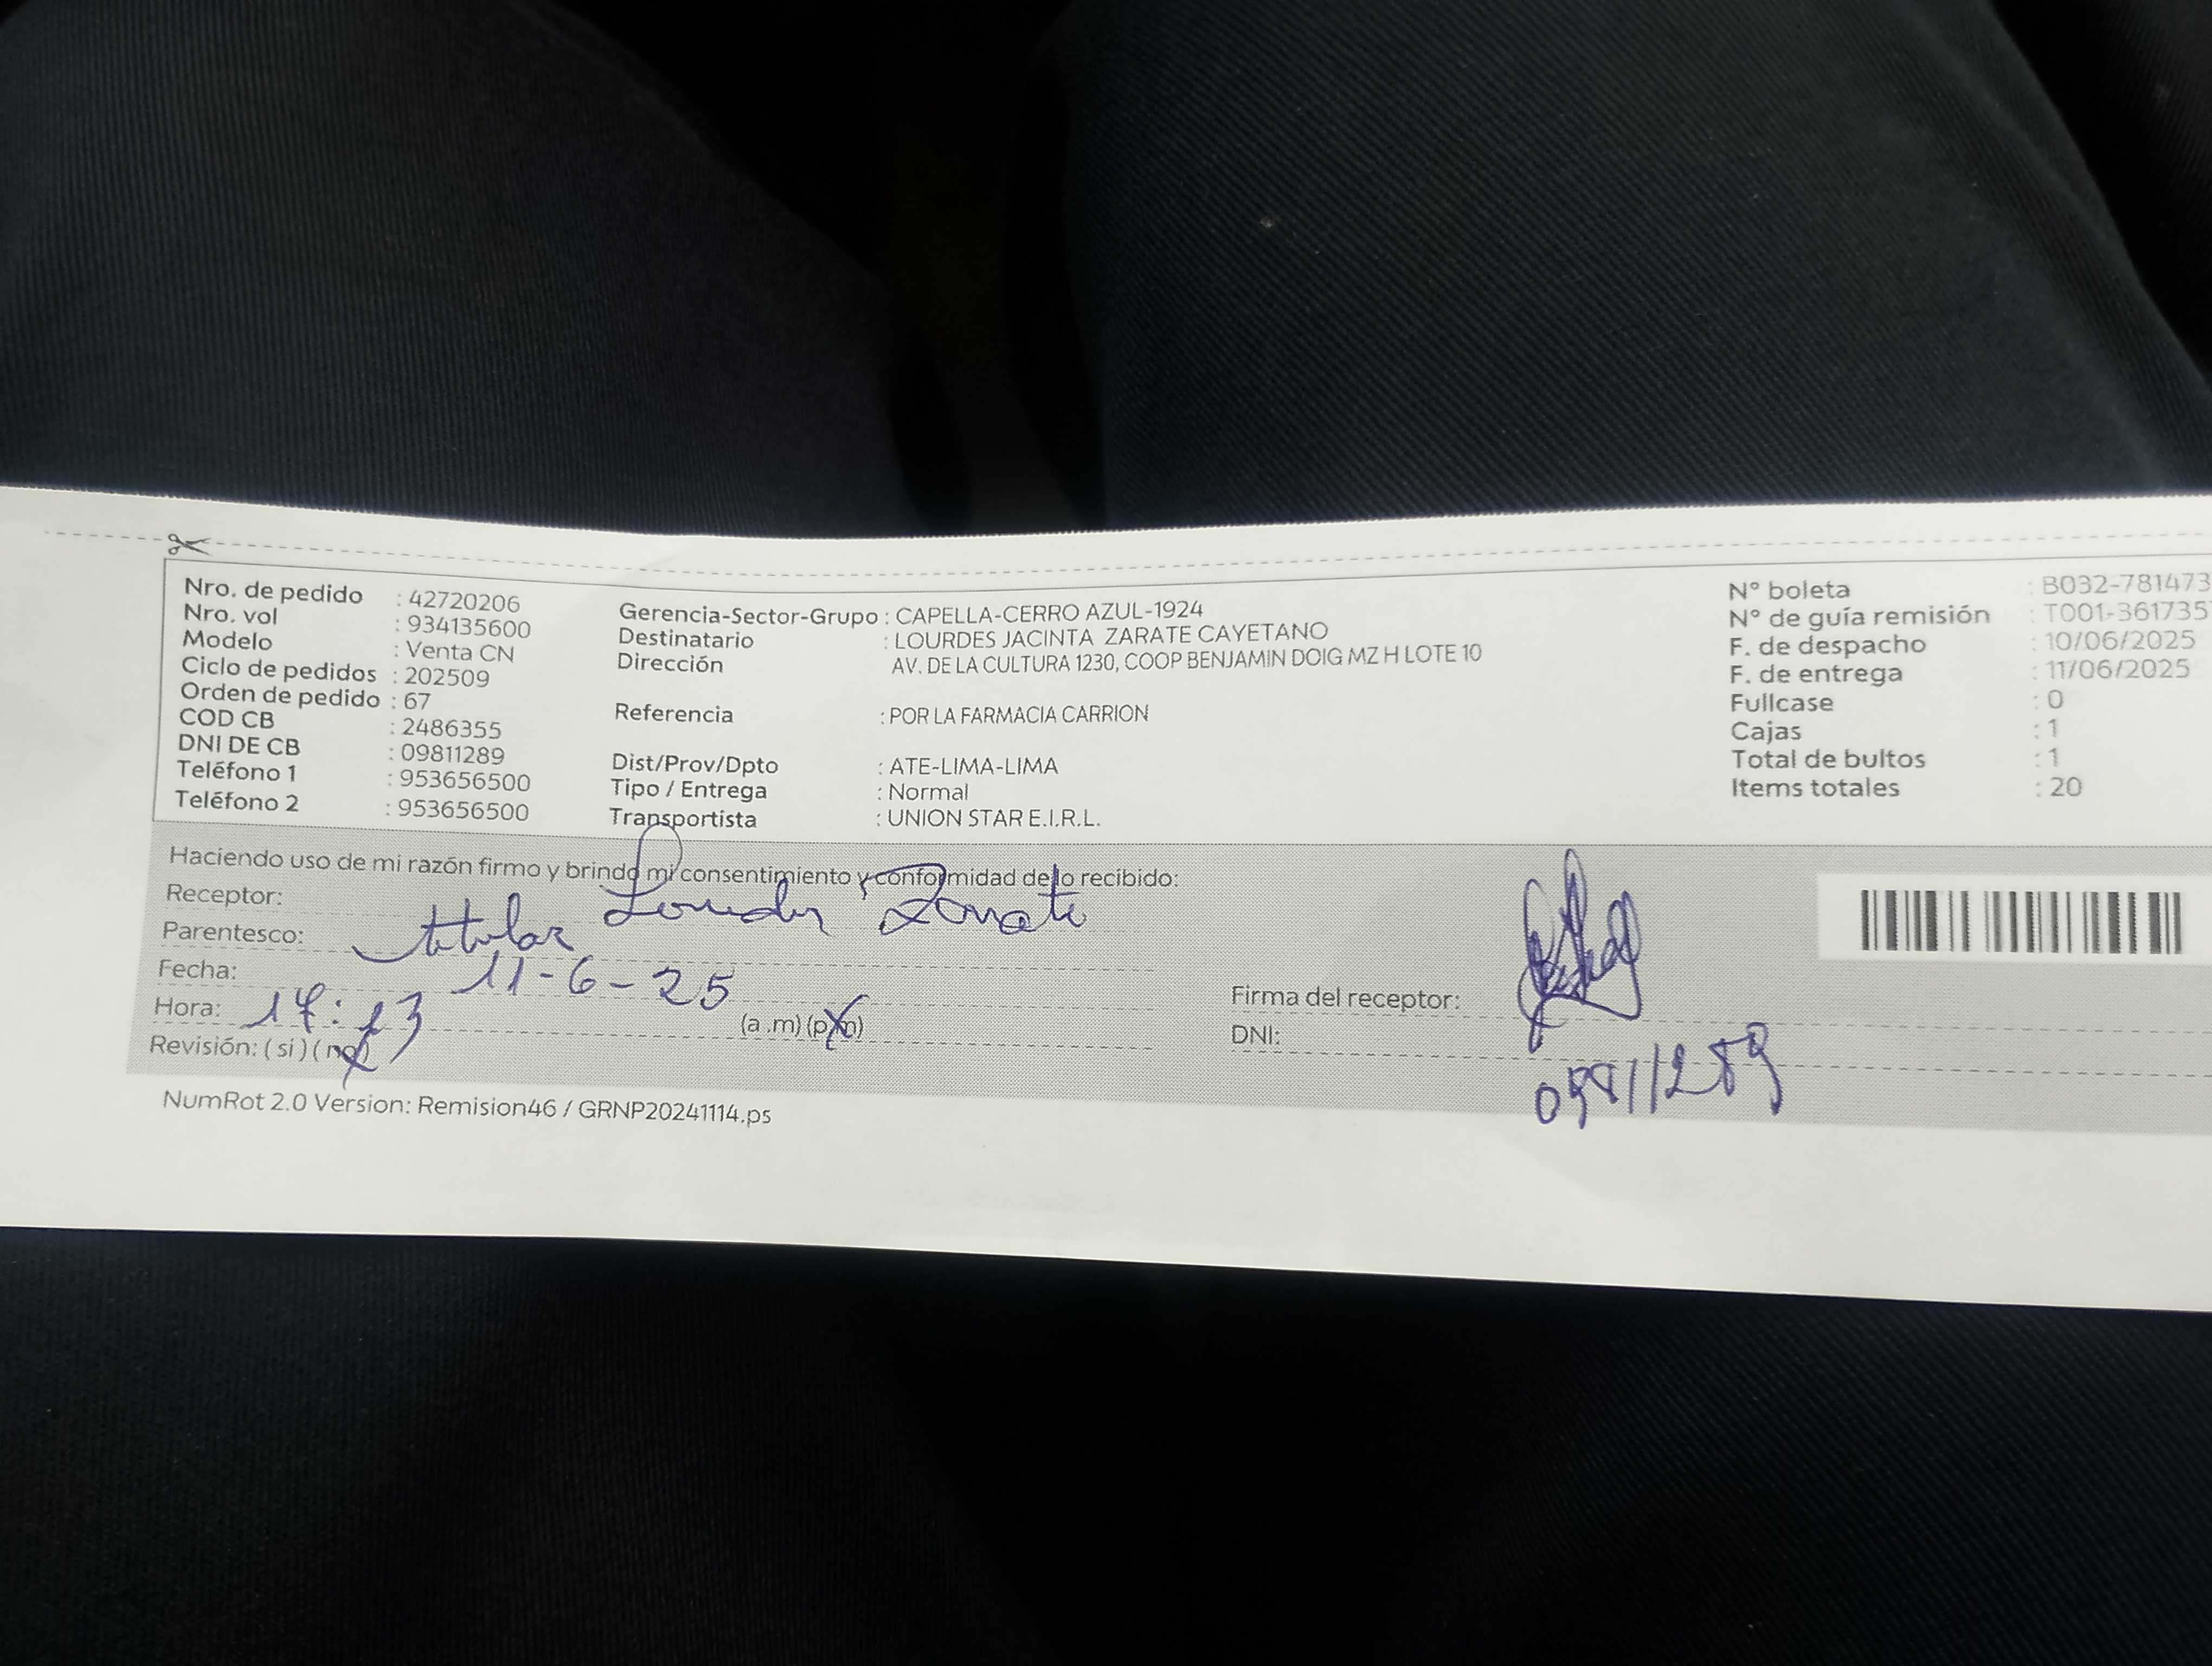 Nro. de pedido : 42720206
Nro. vol : 934135600
Modelo : Venta CN
Ciclo de pedidos : 202509
Orden de pedido : 67
COD CB : 2486355
DNI DE CB : 09811289
Teléfono 1 : 953656500
Teléfono 2 : 953656500
Gerencia-Sector-Grupo : CAPELLA-CERRO AZUL-1924
Destinatario : LOURDES JACINTA ZARATE CAYETANO
Dirección AV. DE LA CULTURA 1230, COOP BENJAMIN DOIG MZ H LOTE 10
Referencia : POR LA FARMACIA CARRION
Dist/Prov/Dpto : ATE-LIMA-LIMA
Tipo / Entrega : Normal
Transportista : UNION STAR E.I.R.L.
N° boleta : B032-781473
N° de guía remisión : T001-361735
F. de despacho : 10/06/2025
F. de entrega : 11/06/2025
Fullcase : 0
Cajas : 1
Total de bultos : 1
Items totales : 20
Haciendo uso de mi razón firmo y brindo mi consentimiento y conformidad de lo recibido:
Receptor: Lourdes Zarate
Parentesco: titular
Fecha: 11-6-25
Hora: (a .m) (p.m)
Revisión: ( si ) ( no )
Firma del receptor:
DNI: 09811289
NumRot 2.0 Version: Remision46 / GRNP20241114.ps